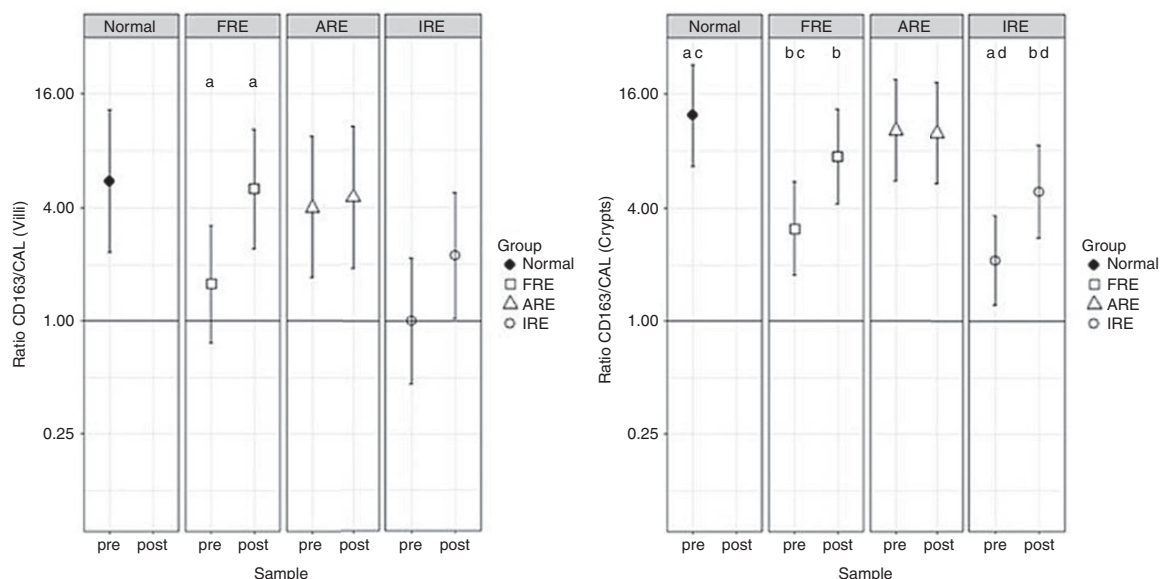 Normal FRE ARE IRE
a a
16.00
4.00
1.00
0.25
Ratio CD163/CAL (Villi)
pre post pre post pre post pre post
Sample
Group
Normal
FRE
ARE
IRE
Normal FRE ARE IRE
a c b c b a d b d
16.00
4.00
1.00
0.25
Ratio CD163/CAL (Crypts)
pre post pre post pre post pre post
Sample
Group
Normal
FRE
ARE
IRE